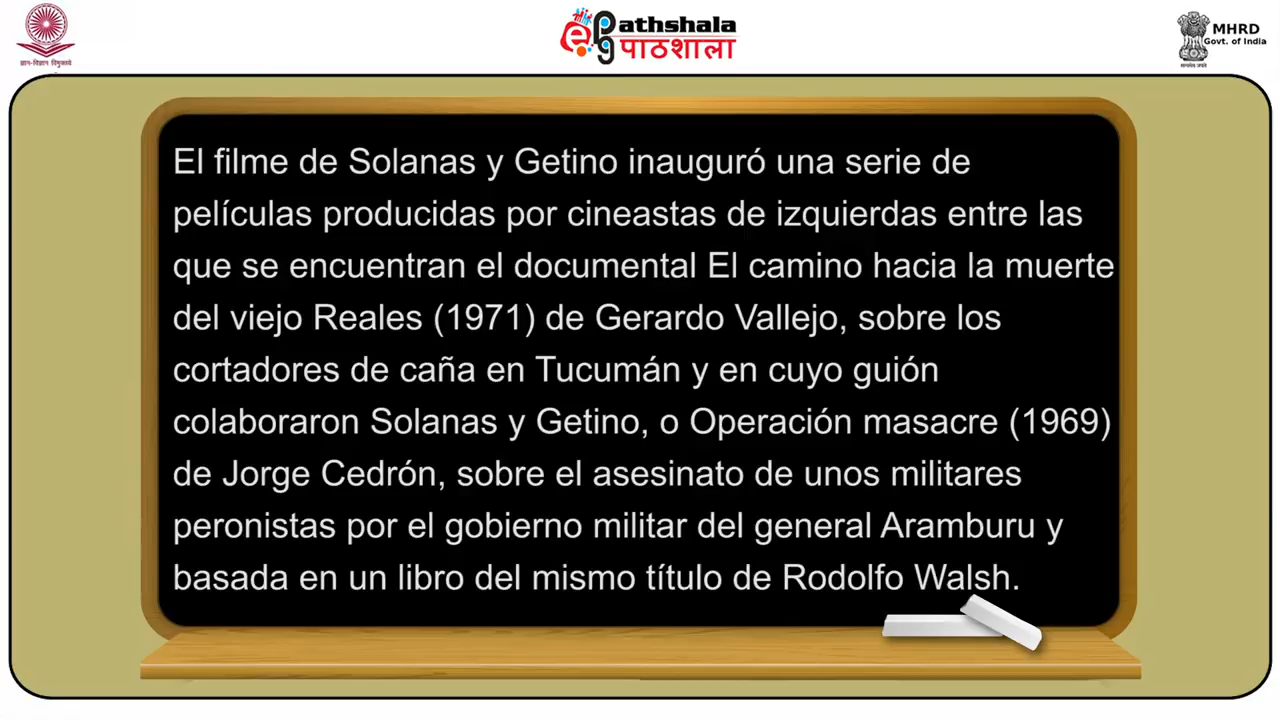 ज्ञान-विज्ञान विमुक्तये
ePathshala
पाठशाला
MHRD
Govt. of India
सत्यमेव जयते
El filme de Solanas y Getino inauguró una serie de
películas producidas por cineastas de izquierdas entre las
que se encuentran el documental El camino hacia la muerte
del viejo Reales (1971) de Gerardo Vallejo, sobre los
cortadores de caña en Tucumán y en cuyo guión
colaboraron Solanas y Getino, o Operación masacre (1969)
de Jorge Cedrón, sobre el asesinato de unos militares
peronistas por el gobierno militar del general Aramburu y
basada en un libro del mismo título de Rodolfo Walsh.